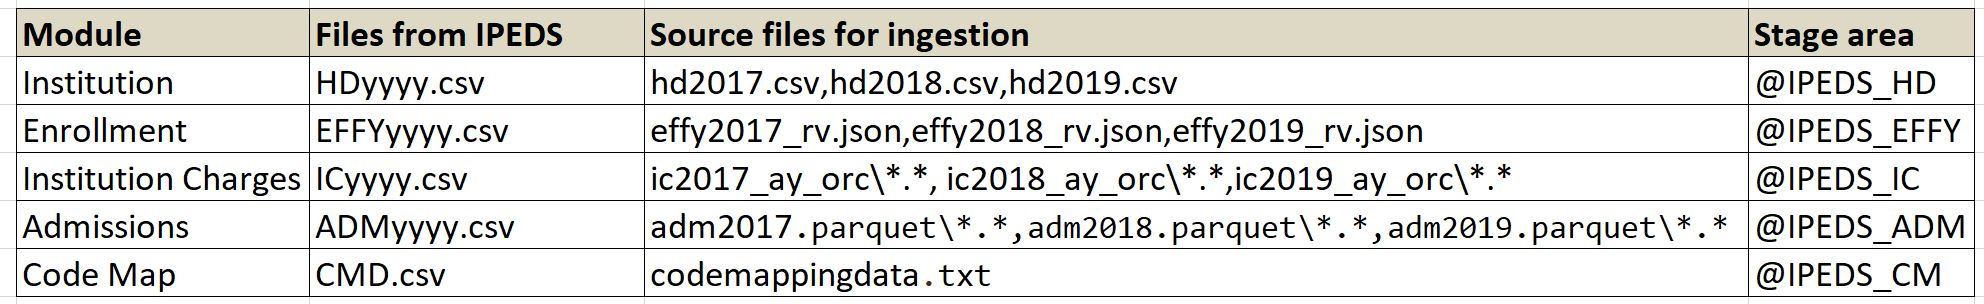 Module Files from IPEDS Source files for ingestion Stage area
Institution HDyyyy.csv hd2017.csv,hd2018.csv,hd2019.csv @IPEDS_HD
Enrollment EFFYyyyy.csv effy2017_rv.json,effy2018_rv.json,effy2019_rv.json @IPEDS_EFFY
Institution Charges ICyyyy.csv ic2017_ay_orc\*.*, ic2018_ay_orc\*.*,ic2019_ay_orc\*.* @IPEDS_IC
Admissions ADMyyyy.csv adm2017.parquet\*.*,adm2018.parquet\*.*,adm2019.parquet\*.* @IPEDS_ADM
Code Map CMD.csv codemappingdata.txt @IPEDS_CM